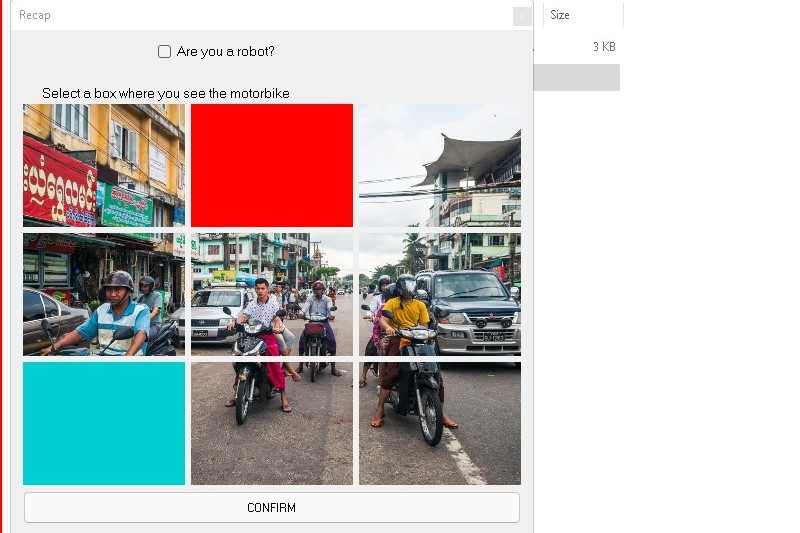 Recap
Size
Are you a robot?
3 KB
Select a box where you see the motorbike
CONFIRM